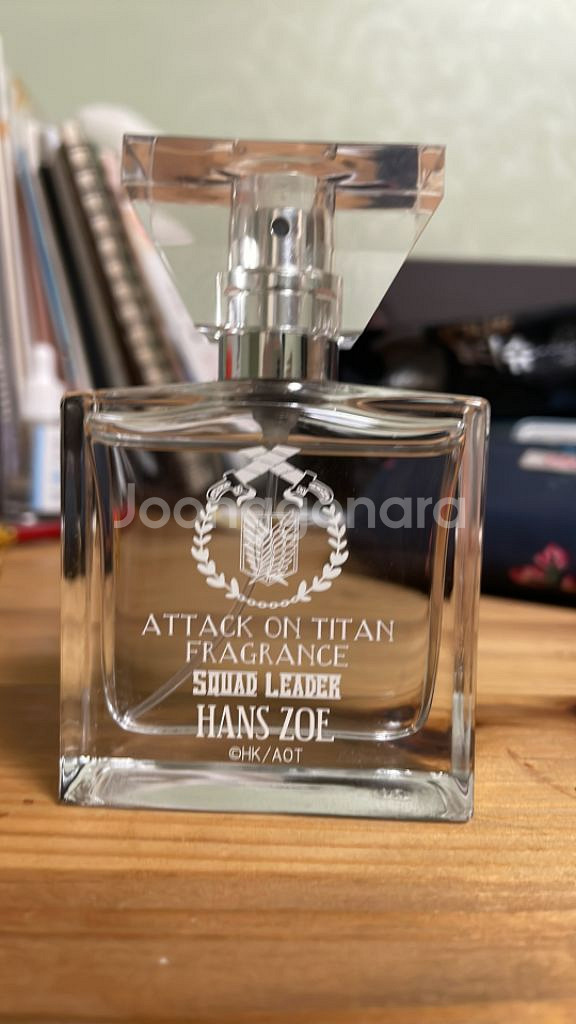 Joonggonara
ATTACK ON TITAN
FRAGRANCE
SQUAD LEADER
HANS ZOE
©HK/AOT